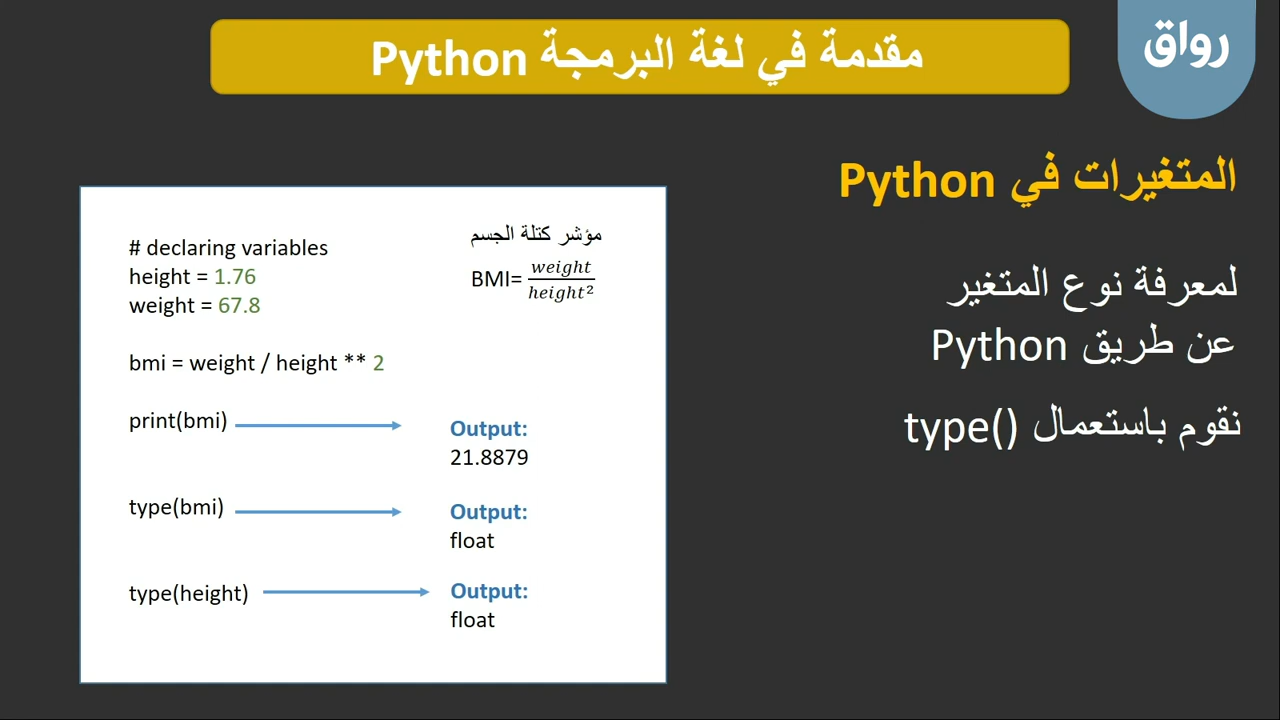 رواق
مقدمة في لغة البرمجة Python
المتغيرات في Python
لمعرفة نوع المتغير
عن طريق Python
نقوم باستعمال type()
# declaring variables
height = 1.76
weight = 67.8
مؤشر كتلة الجسم
BMI= weight / height²
bmi = weight / height ** 2
print(bmi)
Output:
21.8879
type(bmi)
Output:
float
type(height)
Output:
float